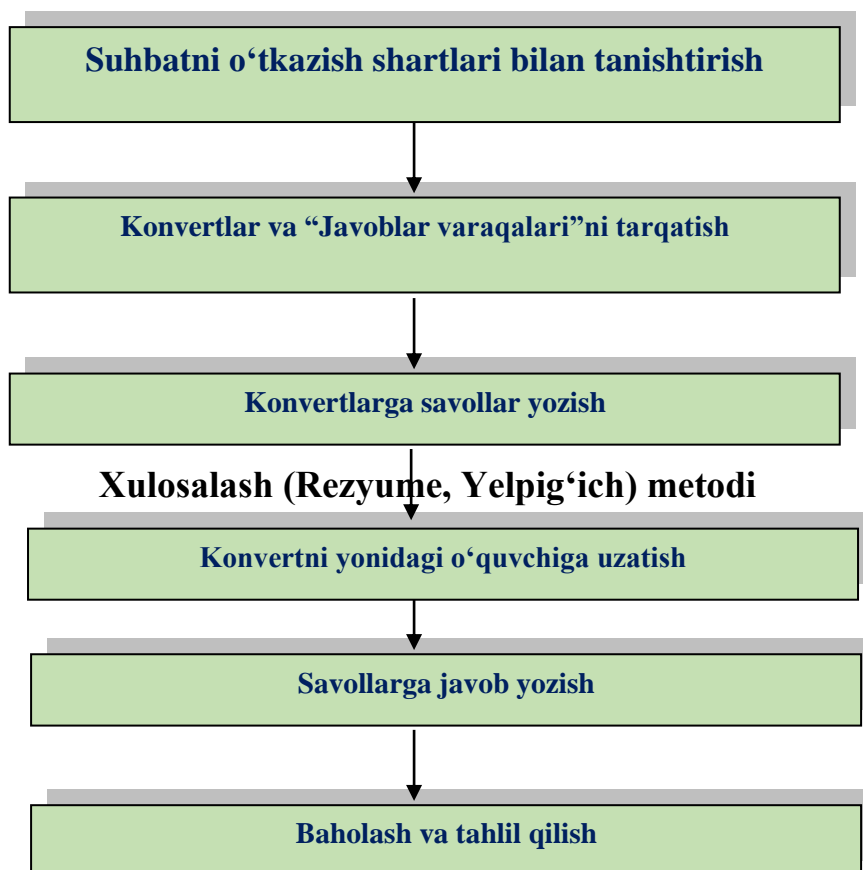 Suhbatni o‘tkazish shartlari bilan tanishtirish
Konvertlar va “Javoblar varaqalari”ni tarqatish
Konvertlarga savollar yozish
Xulosalash (Rezyume, Yelpig‘ich) metodi
Konvertni yonidagi o‘quvchiga uzatish
Savollarga javob yozish
Baholash va tahlil qilish